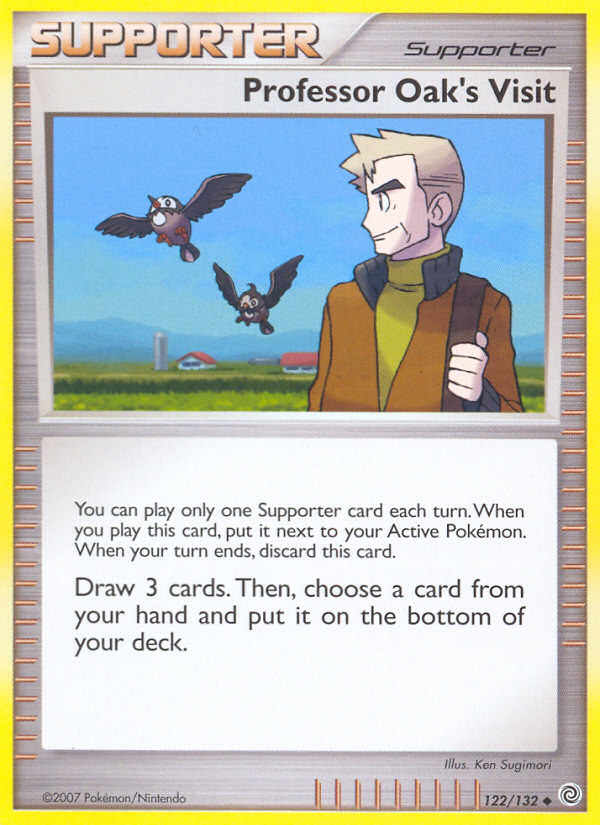 SUPPORTER
Supporter
Professor Oak's Visit
You can play only one Supporter card each turn. When
you play this card, put it next to your Active Pokémon.
When your turn ends, discard this card.
Draw 3 cards. Then, choose a card from
your hand and put it on the bottom of
your deck.
Illus. Ken Sugimori
©2007 Pokémon/Nintendo
122/132